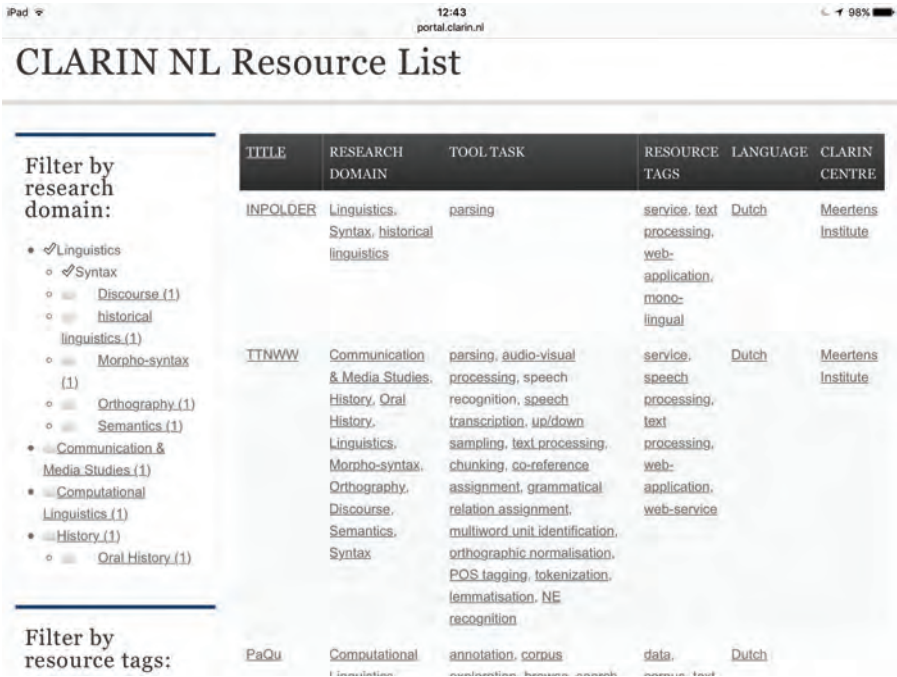 iPad
12:43
98%
portal.clarin.nl
CLARIN NL Resource List
Filter by
research
domain:
Linguistics
Syntax
Discourse (1)
historical
linguistics (1)
Morpho-syntax
(1)
Orthography (1)
Semantics (1)
Communication &
Media Studies (1)
Computational
Linguistics (1)
History (1)
Oral History (1)
Filter by
resource tags:
TITLE
RESEARCH
DOMAIN
TOOL TASK
RESOURCE
TAGS
LANGUAGE
CLARIN
CENTRE
INPOLDER
Linguistics,
Syntax, historical
linguistics
parsing
service, text
processing,
web-
application,
mono-
lingual
Dutch
Meertens
Institute
TTNWW
Communication
& Media Studies,
History, Oral
History,
Linguistics,
Morpho-syntax,
Orthography,
Discourse,
Semantics,
Syntax
parsing, audio-visual
processing, speech
recognition, speech
transcription, up/down
sampling, text processing,
chunking, co-reference
assignment, grammatical
relation assignment,
multiword unit identification,
orthographic normalisation,
POS tagging, tokenization,
lemmatisation, NE
recognition
service,
speech
processing,
text
processing,
web-
application,
web-service
Dutch
Meertens
Institute
PaQu
Computational
Linguistics
annotation, corpus
exploration, browse, search
data,
corpus, text
Dutch